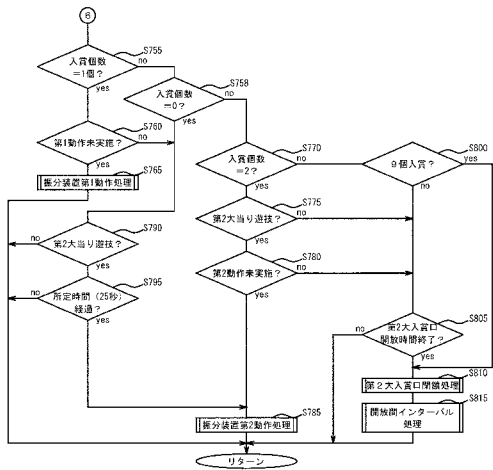 6
S755
入賞個数
=1個？
no
yes
S758
入賞個数
=0？
no
yes
S760
第1動作未実施？
no
yes
S765
振分装置第1動作処理
S770
入賞個数
=2？
no
yes
S800
9個入賞？
yes
no
S775
第2大当り遊技？
no
yes
S790
第2大当り遊技？
no
yes
S780
第2動作未実施？
no
yes
S795
所定時間（25秒）
経過？
no
yes
S805
第2大入賞口
開放時間終了？
no
yes
S810
第２大入賞口閉鎖処理
S815
開放間インターバル
処理
S785
振分装置第2動作処理
リターン